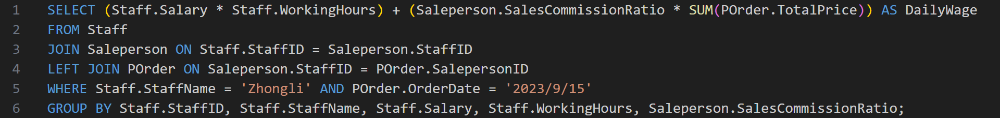 1 SELECT (Staff.Salary * Staff.WorkingHours) + (Saleperson.SalesCommissionRatio * SUM(POrder.TotalPrice)) AS DailyWage
2 FROM Staff
3 JOIN Saleperson ON Staff.StaffID = Saleperson.StaffID
4 LEFT JOIN POrder ON Saleperson.StaffID = POrder.SalepersonID
5 WHERE Staff.StaffName = 'Zhongli' AND POrder.OrderDate = '2023/9/15'
6 GROUP BY Staff.StaffID, Staff.StaffName, Staff.Salary, Staff.WorkingHours, Saleperson.SalesCommissionRatio;